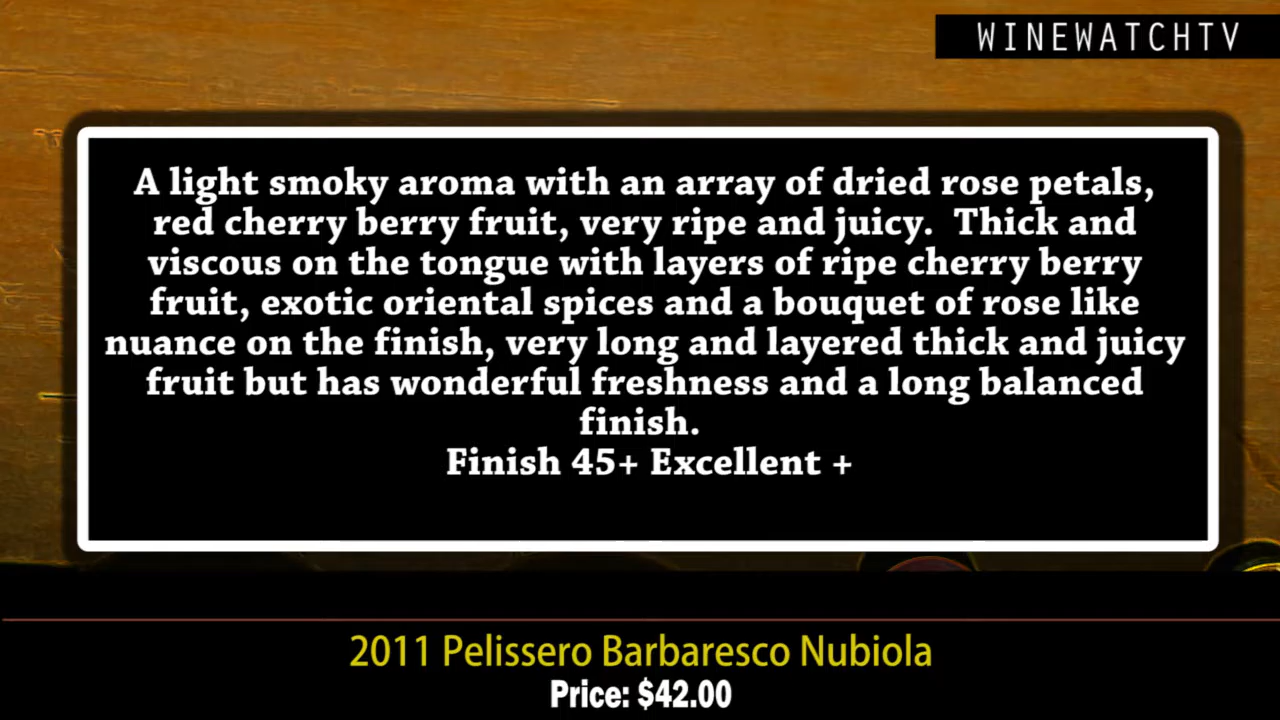 WINEWATCHTV
A light smoky aroma with an array of dried rose petals,
red cherry berry fruit, very ripe and juicy.  Thick and
viscous on the tongue with layers of ripe cherry berry
fruit, exotic oriental spices and a bouquet of rose like
nuance on the finish, very long and layered thick and juicy
fruit but has wonderful freshness and a long balanced
finish.
Finish 45+ Excellent +
2011 Pelissero Barbaresco Nubiola
Price: $42.00